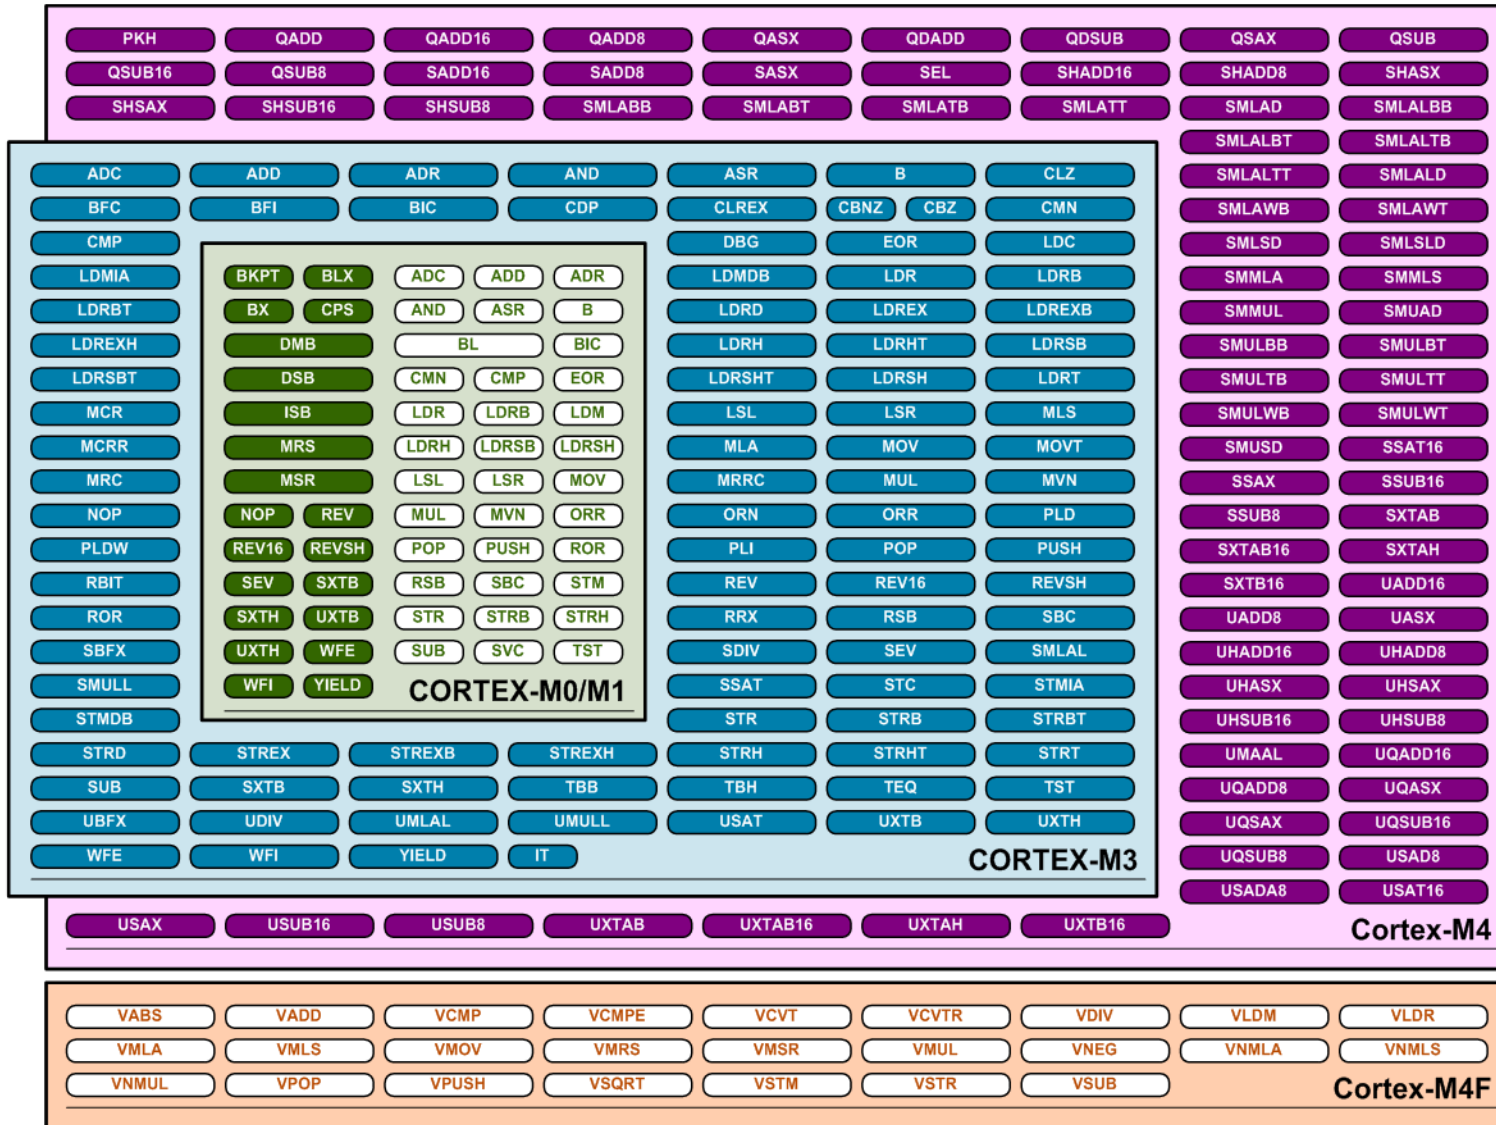 PKH QADD QADD16 QADD8 QASX QDADD QDSUB QSAX QSUB
QSUB16 QSUB8 SADD16 SADD8 SASX SEL SHADD16 SHADD8 SHASX
SHSAX SHSUB16 SHSUB8 SMLABB SMLABT SMLATB SMLATT SMLAD SMLALBB
SMLALBT SMLALTB
ADC ADD ADR AND ASR B CLZ SMLALTT SMLALD
BFC BFI BIC CDP CLREX CBNZ CBZ CMN SMLAWB SMLAWT
CMP DBG EOR LDC SMLSD SMLSLD
LDMIA BKPT BLX ADC ADD ADR LDMDB LDR LDRB SMMLA SMMLS
LDRBT BX CPS AND ASR B LDRD LDREX LDREXB SMMUL SMUAD
LDREXH DMB BL BIC LDRH LDRHT LDRSB SMULBB SMULBT
LDRSBT DSB CMN CMP EOR LDRSHT LDRSH LDRT SMULTB SMULTT
MCR ISB LDR LDRB LDM LSL LSR MLS SMULWB SMULWT
MCRR MRS LDRH LDRSB LDRSH MLA MOV MOVT SMUSD SSAT16
MRC MSR LSL LSR MOV MRRC MUL MVN SSAX SSUB16
NOP NOP REV MUL MVN ORR ORN ORR PLD SSUB8 SXTAB
PLDW REV16 REVSH POP PUSH ROR PLI POP PUSH SXTAB16 SXTAH
RBIT SEV SXTB RSB SBC STM REV REV16 REVSH SXTB16 UADD16
ROR SXTH UXTB STR STRB STRH RRX RSB SBC UADD8 UASX
SBFX UXTH WFE SUB SVC TST SDIV SEV SMLAL UHADD16 UHADD8
SMULL WFI YIELD CORTEX-M0/M1 SSAT STC STMIA UHASX UHSAX
STMDB STR STRB STRBT UHSUB16 UHSUB8
STRD STREX STREXB STREXH STRH STRHT STRT UMAAL UQADD16
SUB SXTB SXTH TBB TBH TEQ TST UQADD8 UQASX
UBFX UDIV UMLAL UMULL USAT UXTB UXTH UQSAX UQSUB16
WFE WFI YIELD IT CORTEX-M3 UQSUB8 USAD8
USADA8 USAT16
USAX USUB16 USUB8 UXTAB UXTAB16 UXTAH UXTB16 Cortex-M4
VABS VADD VCMP VCMPE VCVT VCVTR VDIV VLDM VLDR
VMLA VMLS VMOV VMRS VMSR VMUL VNEG VNMLA VNMLS
VNMUL VPOP VPUSH VSQRT VSTM VSTR VSUB Cortex-M4F